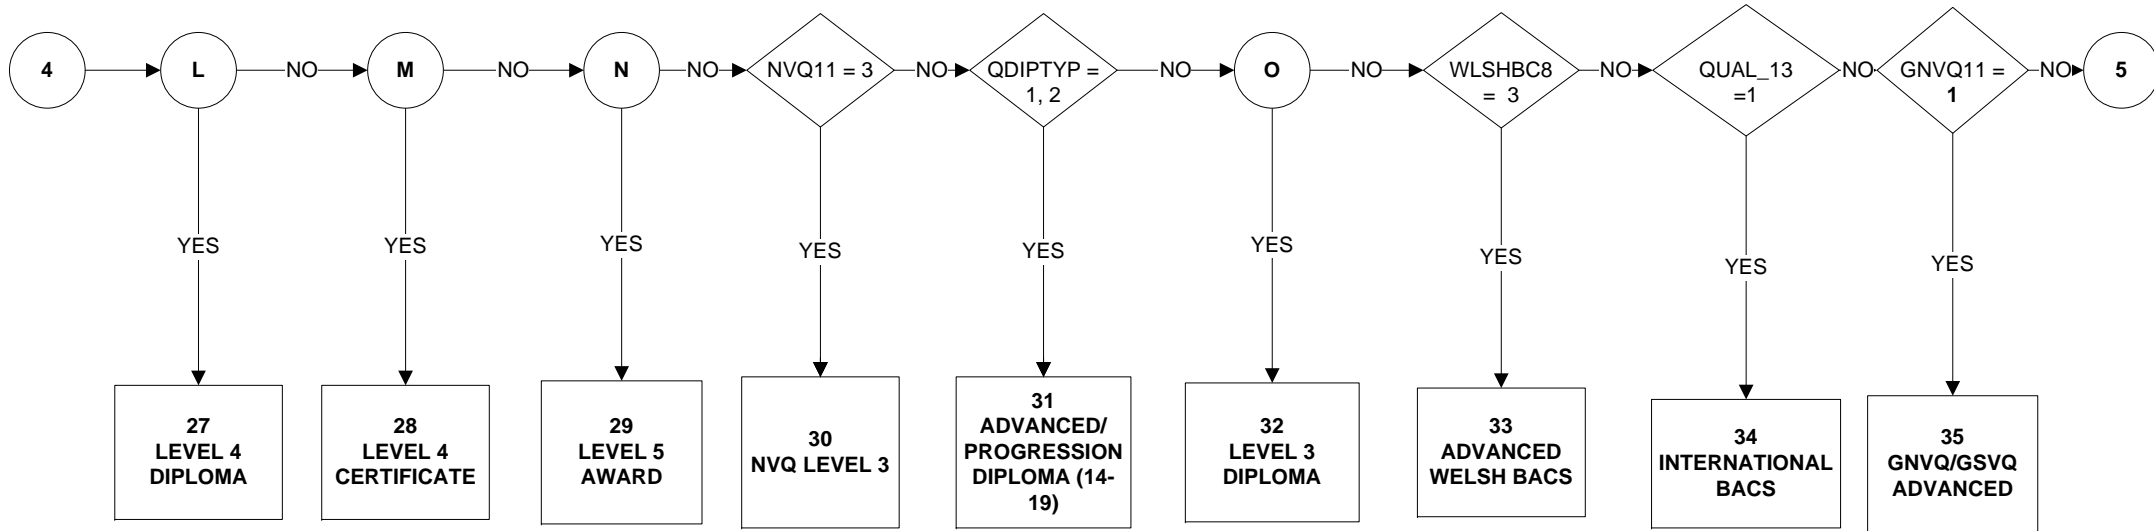 4
L
NO
M
NO
N
NO
NVQ11 = 3
NO
QDIPTYP =
1, 2
NO
O
NO
WLSHBC8
= 3
NO
QUAL_13
=1
NO
GNVQ11 =
1
NO
5
YES
YES
YES
YES
YES
YES
YES
YES
YES
27
LEVEL 4
DIPLOMA
28
LEVEL 4
CERTIFICATE
29
LEVEL 5
AWARD
30
NVQ LEVEL 3
31
ADVANCED/
PROGRESSION
DIPLOMA (14-
19)
32
LEVEL 3
DIPLOMA
33
ADVANCED
WELSH BACS
34
INTERNATIONAL
BACS
35
GNVQ/GSVQ
ADVANCED